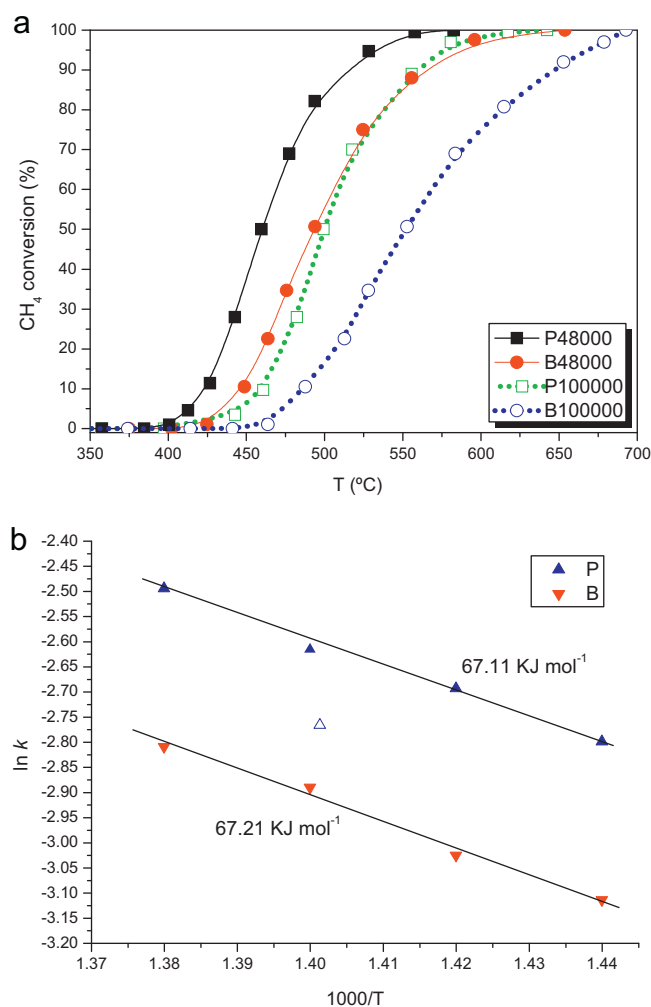 a
100
90
80
70
60
50
40
30
20
10
0
CH₄ conversion (%)
P48000
B48000
P100000
B100000
350 400 450 500 550 600 650 700
T (ºC)
b
-2.40
-2.45
-2.50
-2.55
-2.60
-2.65
-2.70
-2.75
-2.80
-2.85
-2.90
-2.95
-3.00
-3.05
-3.10
-3.15
-3.20
ln k
P
B
67.11 KJ mol⁻¹
67.21 KJ mol⁻¹
1.37 1.38 1.39 1.40 1.41 1.42 1.43 1.44
1000/T